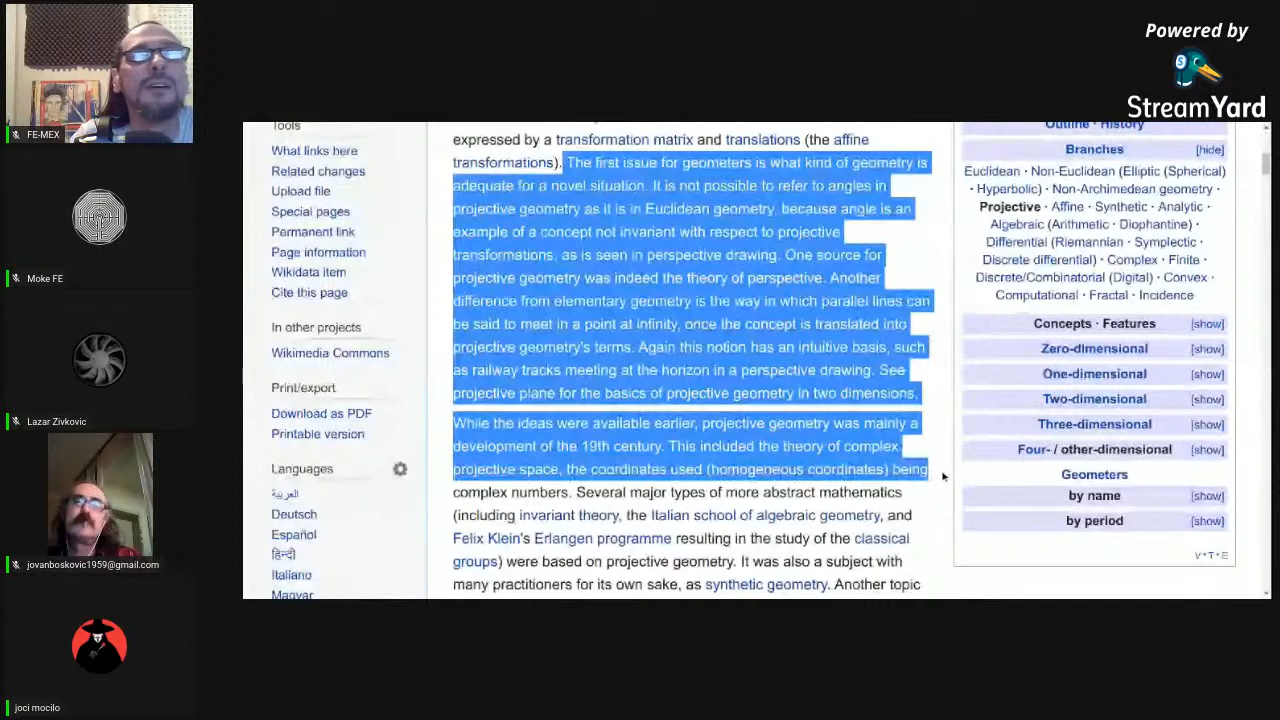 Powered by
StreamYard
FE-MEX
Moke FE
Lazar Zivkovic
jovanboskovic1959@gmail.com
joci mocilo
Tools
What links here
Related changes
Upload file
Special pages
Permanent link
Page information
Wikidata item
Cite this page
In other projects
Wikimedia Commons
Print/export
Download as PDF
Printable version
Languages
العربية
Deutsch
Español
हिन्दी
Italiano
Magyar
expressed by a transformation matrix and translations (the affine
transformations). The first issue for geometers is what kind of geometry is
adequate for a novel situation. It is not possible to refer to angles in
projective geometry as it is in Euclidean geometry, because angle is an
example of a concept not invariant with respect to projective
transformations, as is seen in perspective drawing. One source for
projective geometry was indeed the theory of perspective. Another
difference from elementary geometry is the way in which parallel lines can
be said to meet in a point at infinity, once the concept is translated into
projective geometry's terms. Again this notion has an intuitive basis, such
as railway tracks meeting at the horizon in a perspective drawing. See
projective plane for the basics of projective geometry in two dimensions.
While the ideas were available earlier, projective geometry was mainly a
development of the 19th century. This included the theory of complex
projective space, the coordinates used (homogeneous coordinates) being
complex numbers. Several major types of more abstract mathematics
(including invariant theory, the Italian school of algebraic geometry, and
Felix Klein's Erlangen programme resulting in the study of the classical
groups) were based on projective geometry. It was also a subject with
many practitioners for its own sake, as synthetic geometry. Another topic
Outline · History
Branches [hide]
Euclidean · Non-Euclidean (Elliptic (Spherical)
· Hyperbolic) · Non-Archimedean geometry ·
Projective · Affine · Synthetic · Analytic ·
Algebraic (Arithmetic · Diophantine) ·
Differential (Riemannian · Symplectic ·
Discrete differential) · Complex · Finite ·
Discrete/Combinatorial (Digital) · Convex ·
Computational · Fractal · Incidence
Concepts · Features [show]
Zero-dimensional [show]
One-dimensional [show]
Two-dimensional [show]
Three-dimensional [show]
Four- / other-dimensional [show]
Geometers
by name [show]
by period [show]
V · T · E